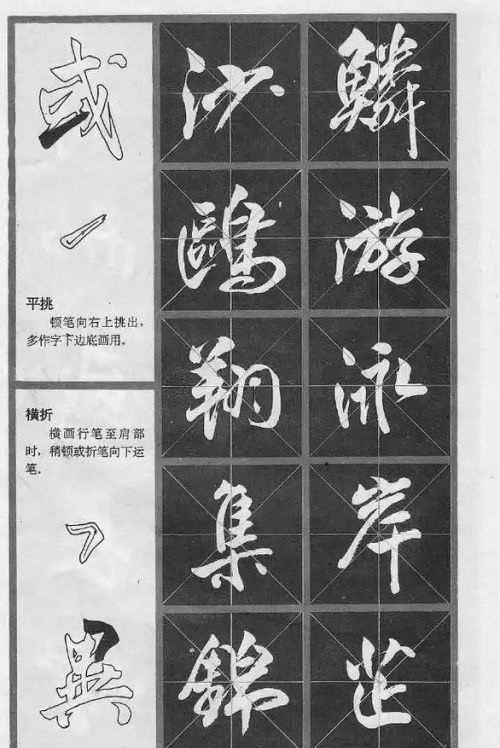 或
平挑
顿笔向右上挑出，
多作字下边底画用。
横折
横画行笔至肩部
时，稍顿或折笔向下运
笔。
異
沙鷗翔集錦
鱗游泳岸芷